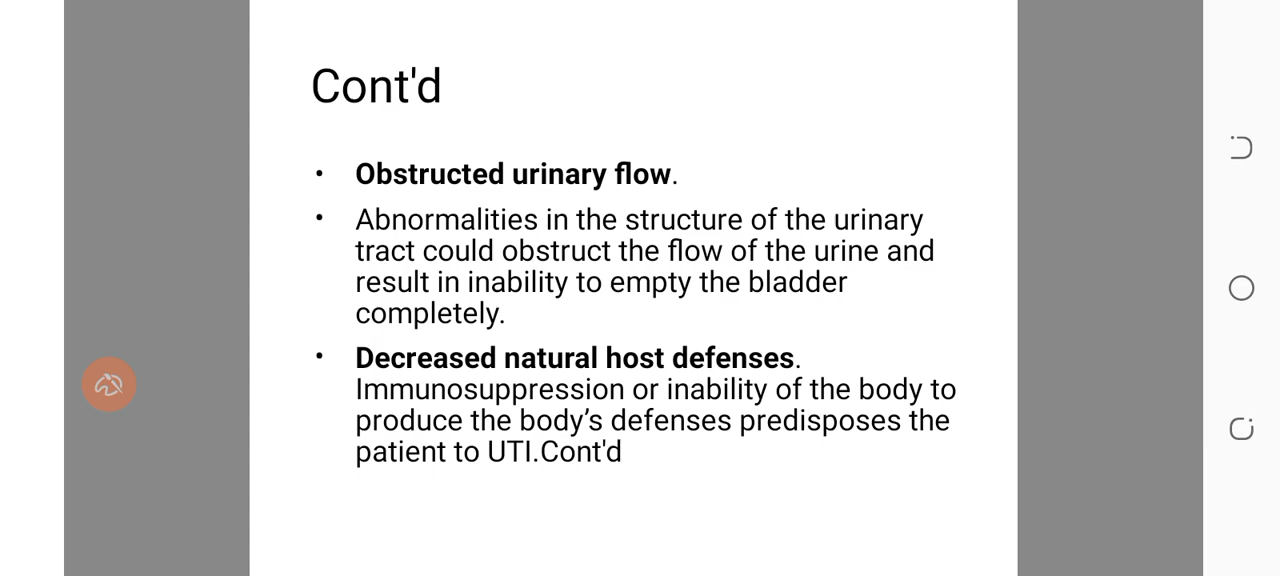 Cont'd
• Obstructed urinary flow.
• Abnormalities in the structure of the urinary
tract could obstruct the flow of the urine and
result in inability to empty the bladder
completely.
• Decreased natural host defenses.
Immunosuppression or inability of the body to
produce the body’s defenses predisposes the
patient to UTI.Cont'd